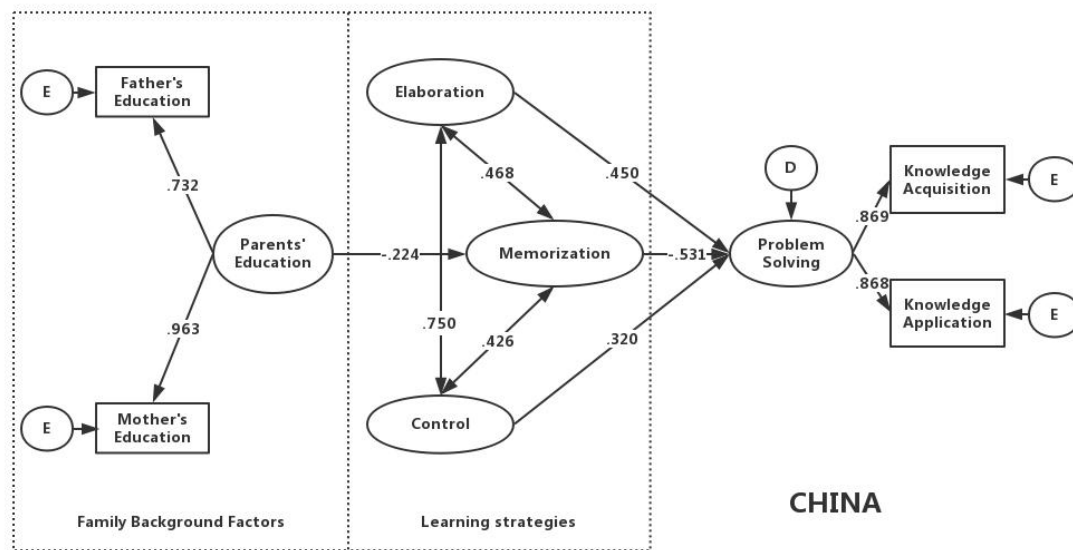 E
Father's
Education
.732
Parents'
Education
.963
E
Mother's
Education
Family Background Factors
Elaboration
.468
-.224
Memorization
.750
.426
Control
Learning strategies
.450
-.531
.320
D
Problem
Solving
.869
.868
Knowledge
Acquisition
E
Knowledge
Application
E
CHINA